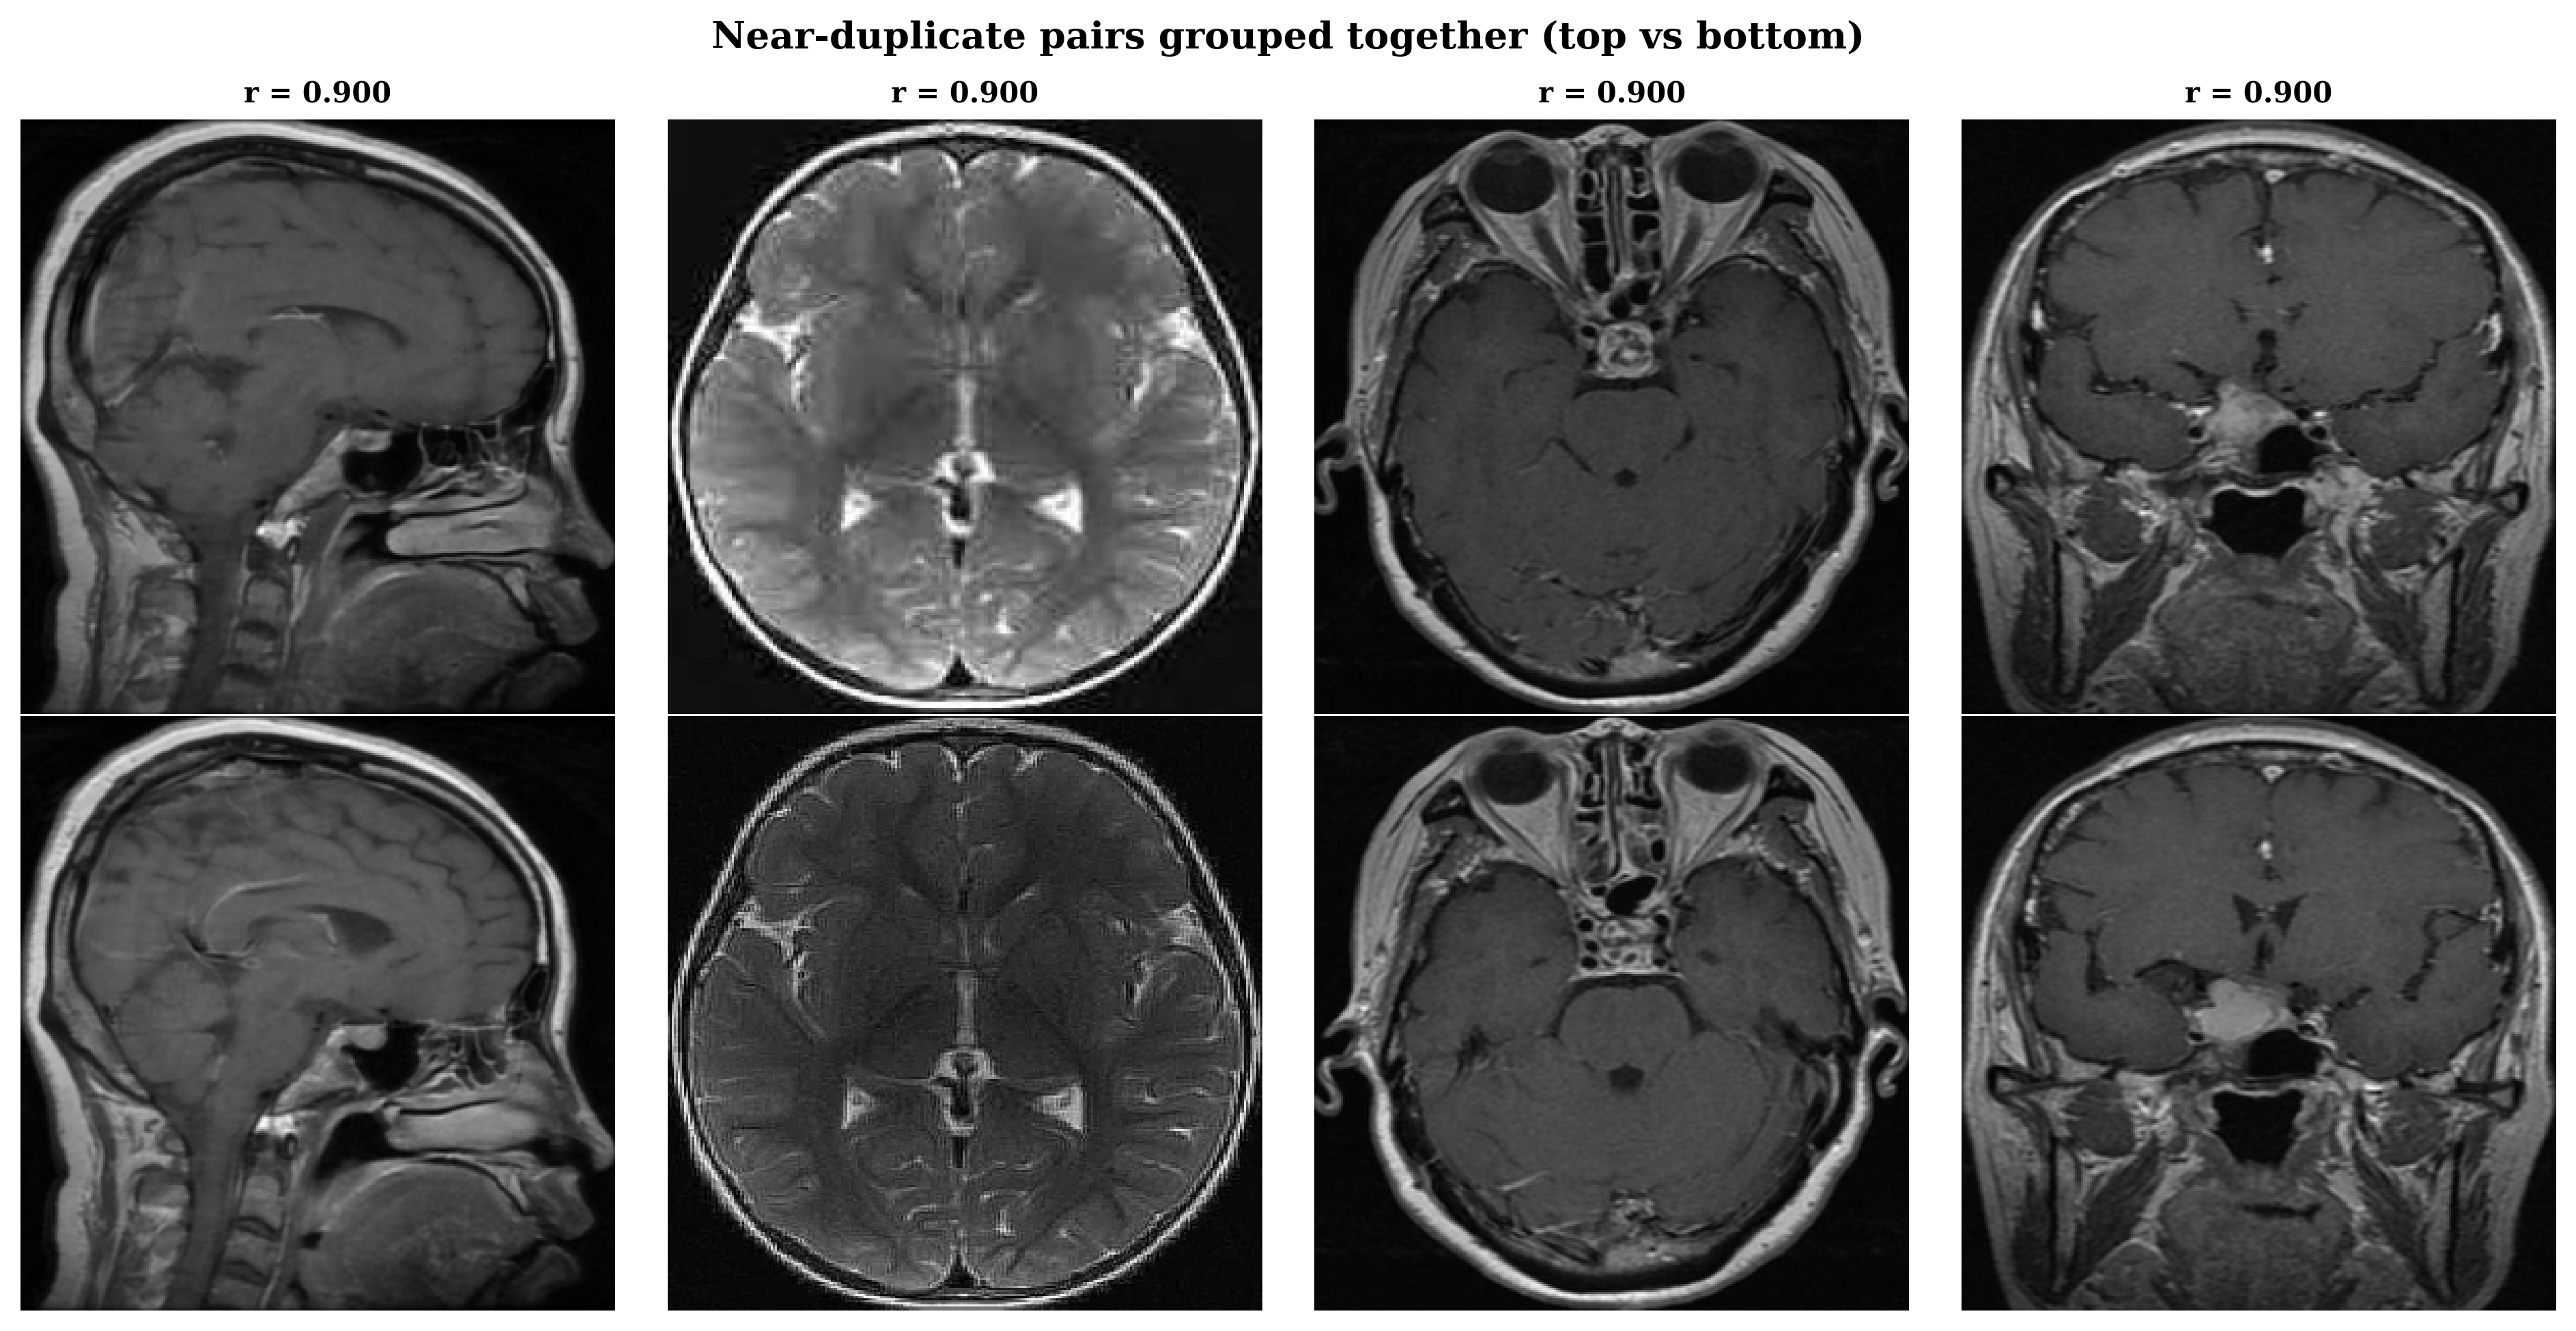 Near-duplicate pairs grouped together (top vs bottom)
r = 0.900
r = 0.900
r = 0.900
r = 0.900